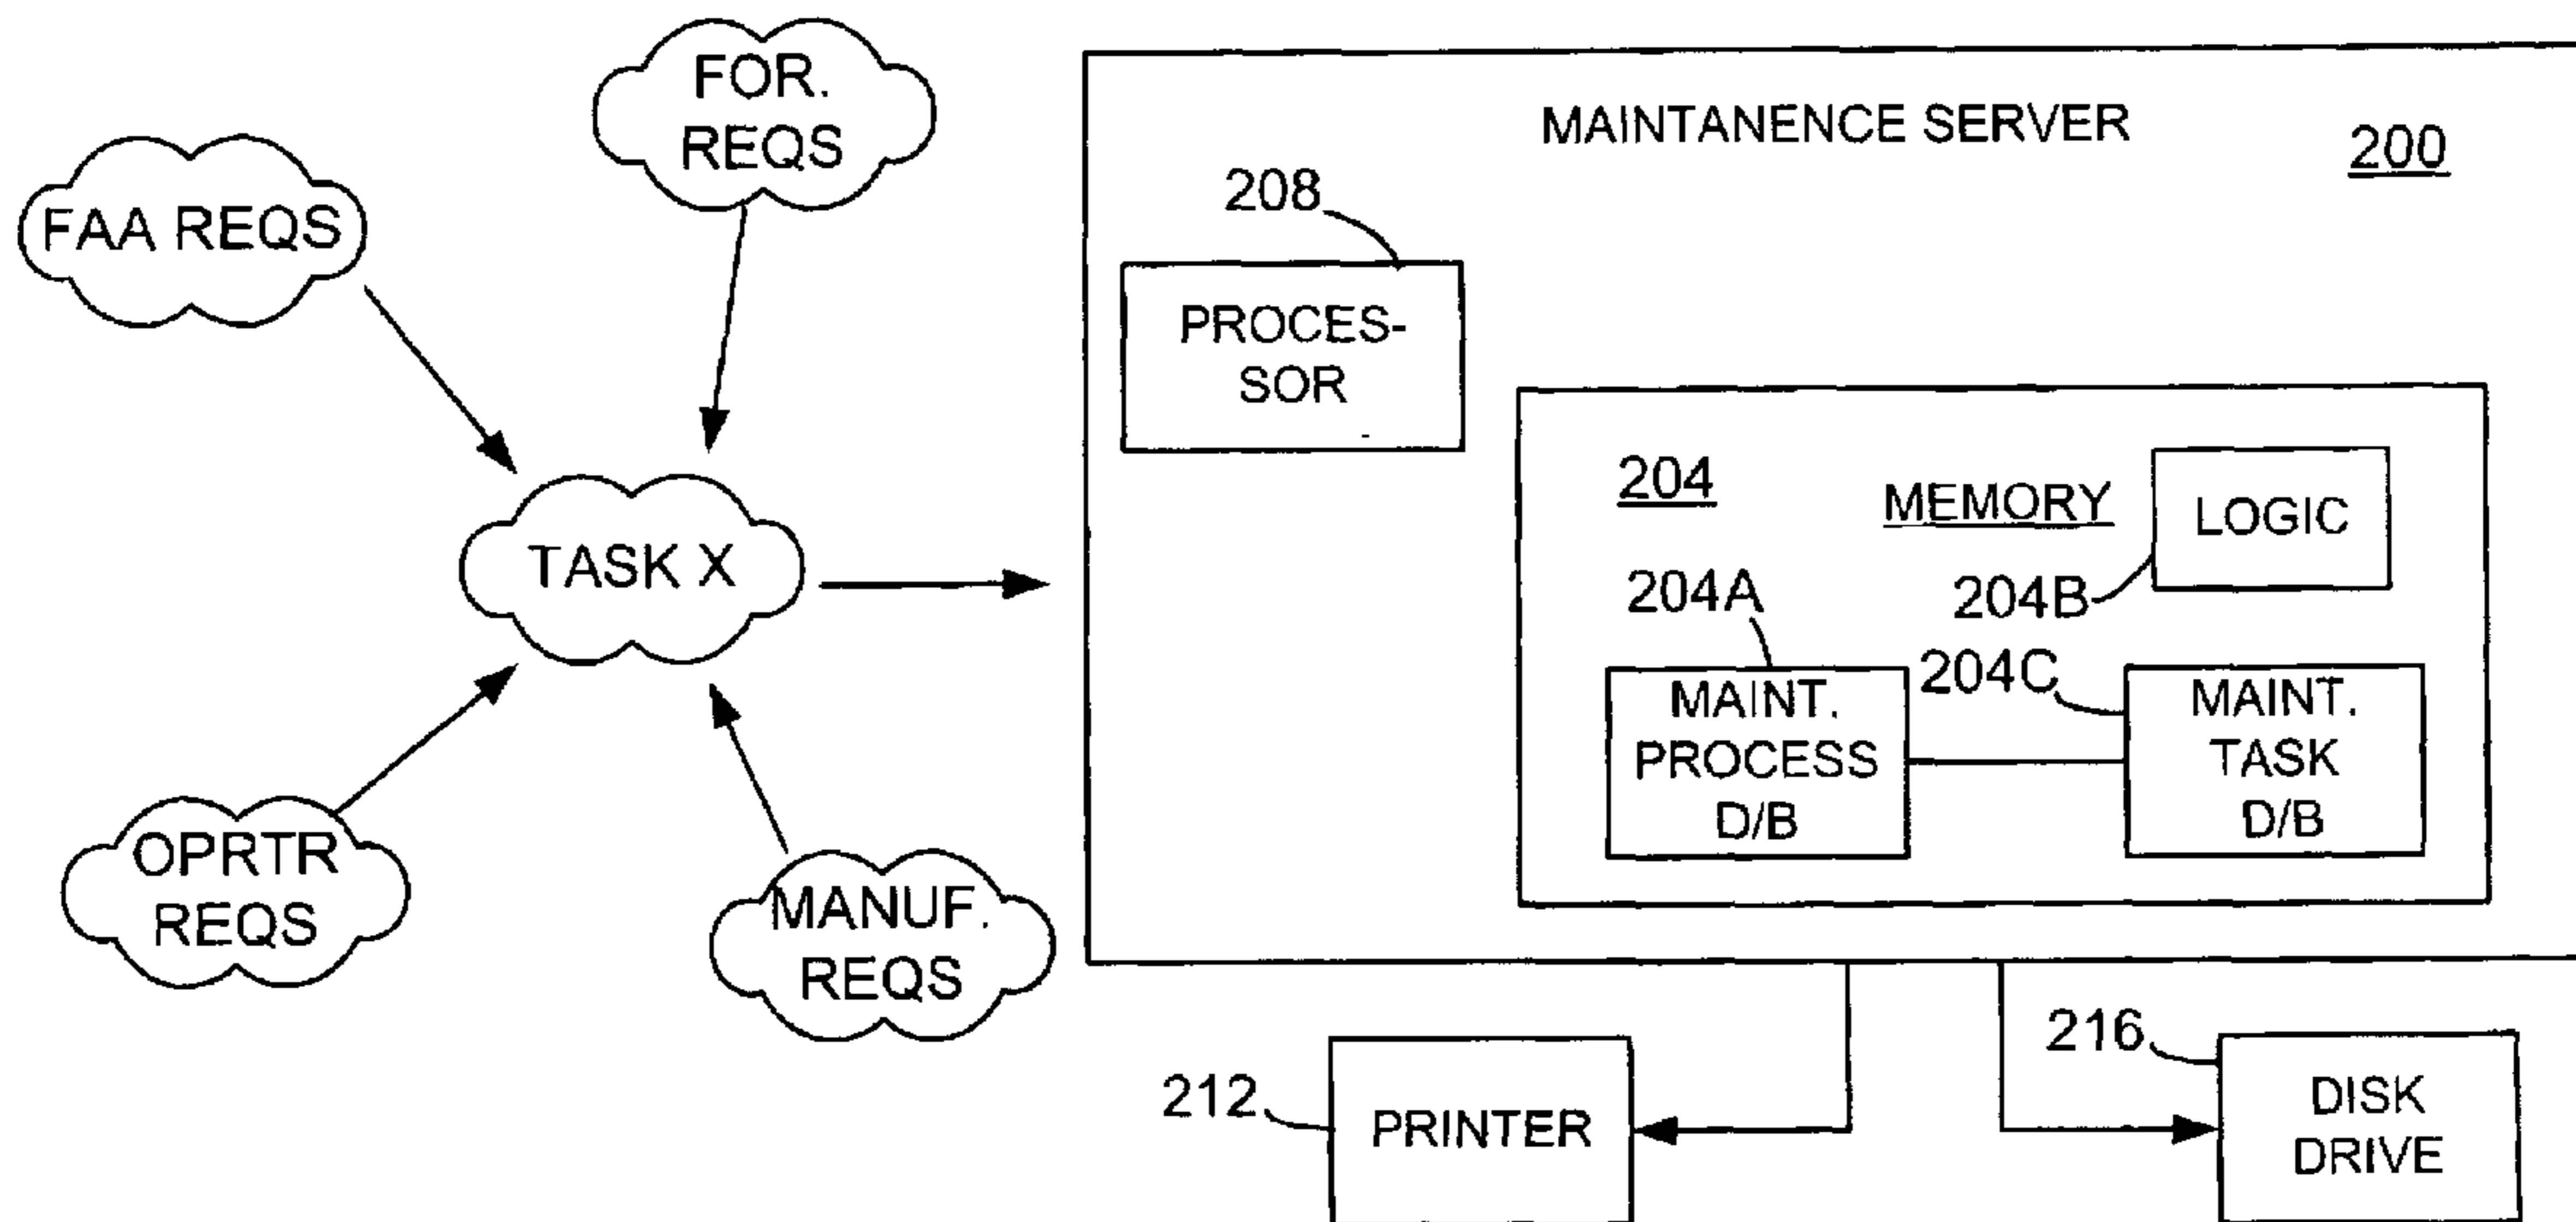 FOR.
REQS
FAA REQS
TASK X
OPRTR
REQS
MANUF.
REQS
MAINTANENCE SERVER
200
208
PROCES-
SOR
204
MEMORY
LOGIC
204B
204A
MAINT.
PROCESS
D/B
204C
MAINT.
TASK
D/B
212
PRINTER
216
DISK
DRIVE